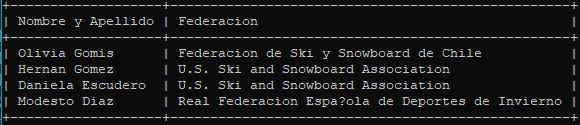 Nombre y Apellido | Federacion
Olivia Gomis | Federacion de Ski y Snowboard de Chile
Hernan Gomez | U.S. Ski and Snowboard Association
Daniela Escudero | U.S. Ski and Snowboard Association
Modesto Diaz | Real Federacion Espa?ola de Deportes de Invierno